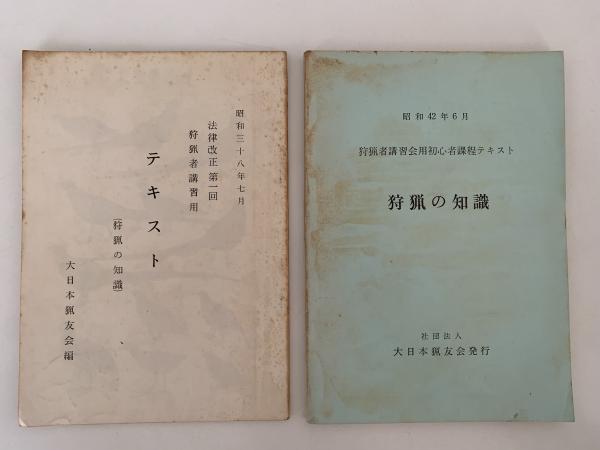 昭和三十八年七月
法律改正第一回
狩猟者講習用
テキスト
(狩猟の知識)
大日本猟友会編
昭和42年6月
狩猟者講習会用初心者課程テキスト
狩猟の知識
社団法人
大日本猟友会発行